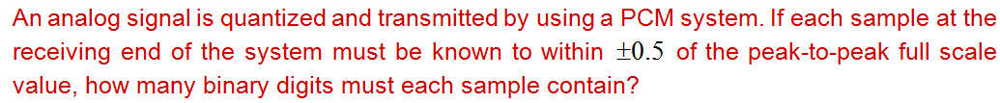 An analog signal is quantized and transmitted by using a PCM system. If each sample at the
receiving end of the system must be known to within ±0.5 of the peak-to-peak full scale
value, how many binary digits must each sample contain?